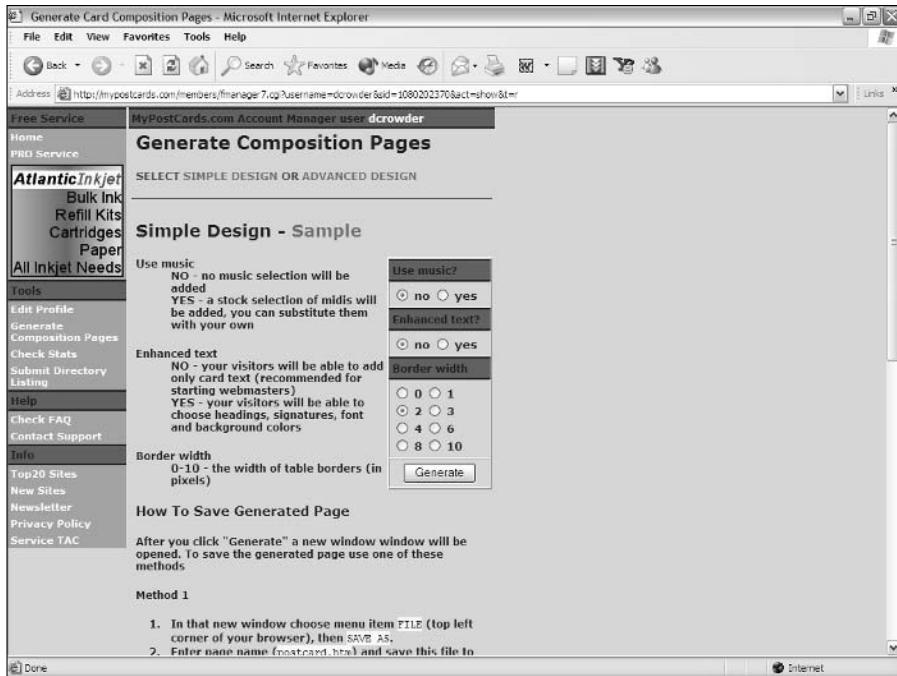 Generate Card Composition Pages - Microsoft Internet Explorer
File Edit View Favorites Tools Help
Back Search Favorites Media
Address http://mypostcards.com/members/fmanager7.cgi?username=dcrowder&sid=1080202370&act=show&t=r Links
Free Service
Home
PRO Service
AtlanticInkjet
Bulk Ink
Refill Kits
Cartridges
Paper
All Inkjet Needs
Tools
Edit Profile
Generate
Composition Pages
Check Stats
Submit Directory
Listing
Help
Check FAQ
Contact Support
Info
Top20 Sites
New Sites
Newsletter
Privacy Policy
Service TAC
MyPostCards.com Account Manager user dcrowder
Generate Composition Pages
SELECT SIMPLE DESIGN OR ADVANCED DESIGN
Simple Design - Sample
Use music
NO - no music selection will be
added
YES - a stock selection of midis will
be added, you can substitute them
with your own
Enhanced text
NO - your visitors will be able to add
only card text (recommended for
starting webmasters)
YES - your visitors will be able to
choose headings, signatures, font
and background colors
Border width
0-10 - the width of table borders (in
pixels)
Use music?
no yes
Enhanced text?
no yes
Border width
0 1
2 3
4 6
8 10
Generate
How To Save Generated Page
After you click "Generate" a new window window will be
opened. To save the generated page use one of these
methods
Method 1
1. In that new window choose menu item FILE (top left
corner of your browser), then SAVE AS.
2. Enter page name (postcard.htm) and save this file to
Done Internet